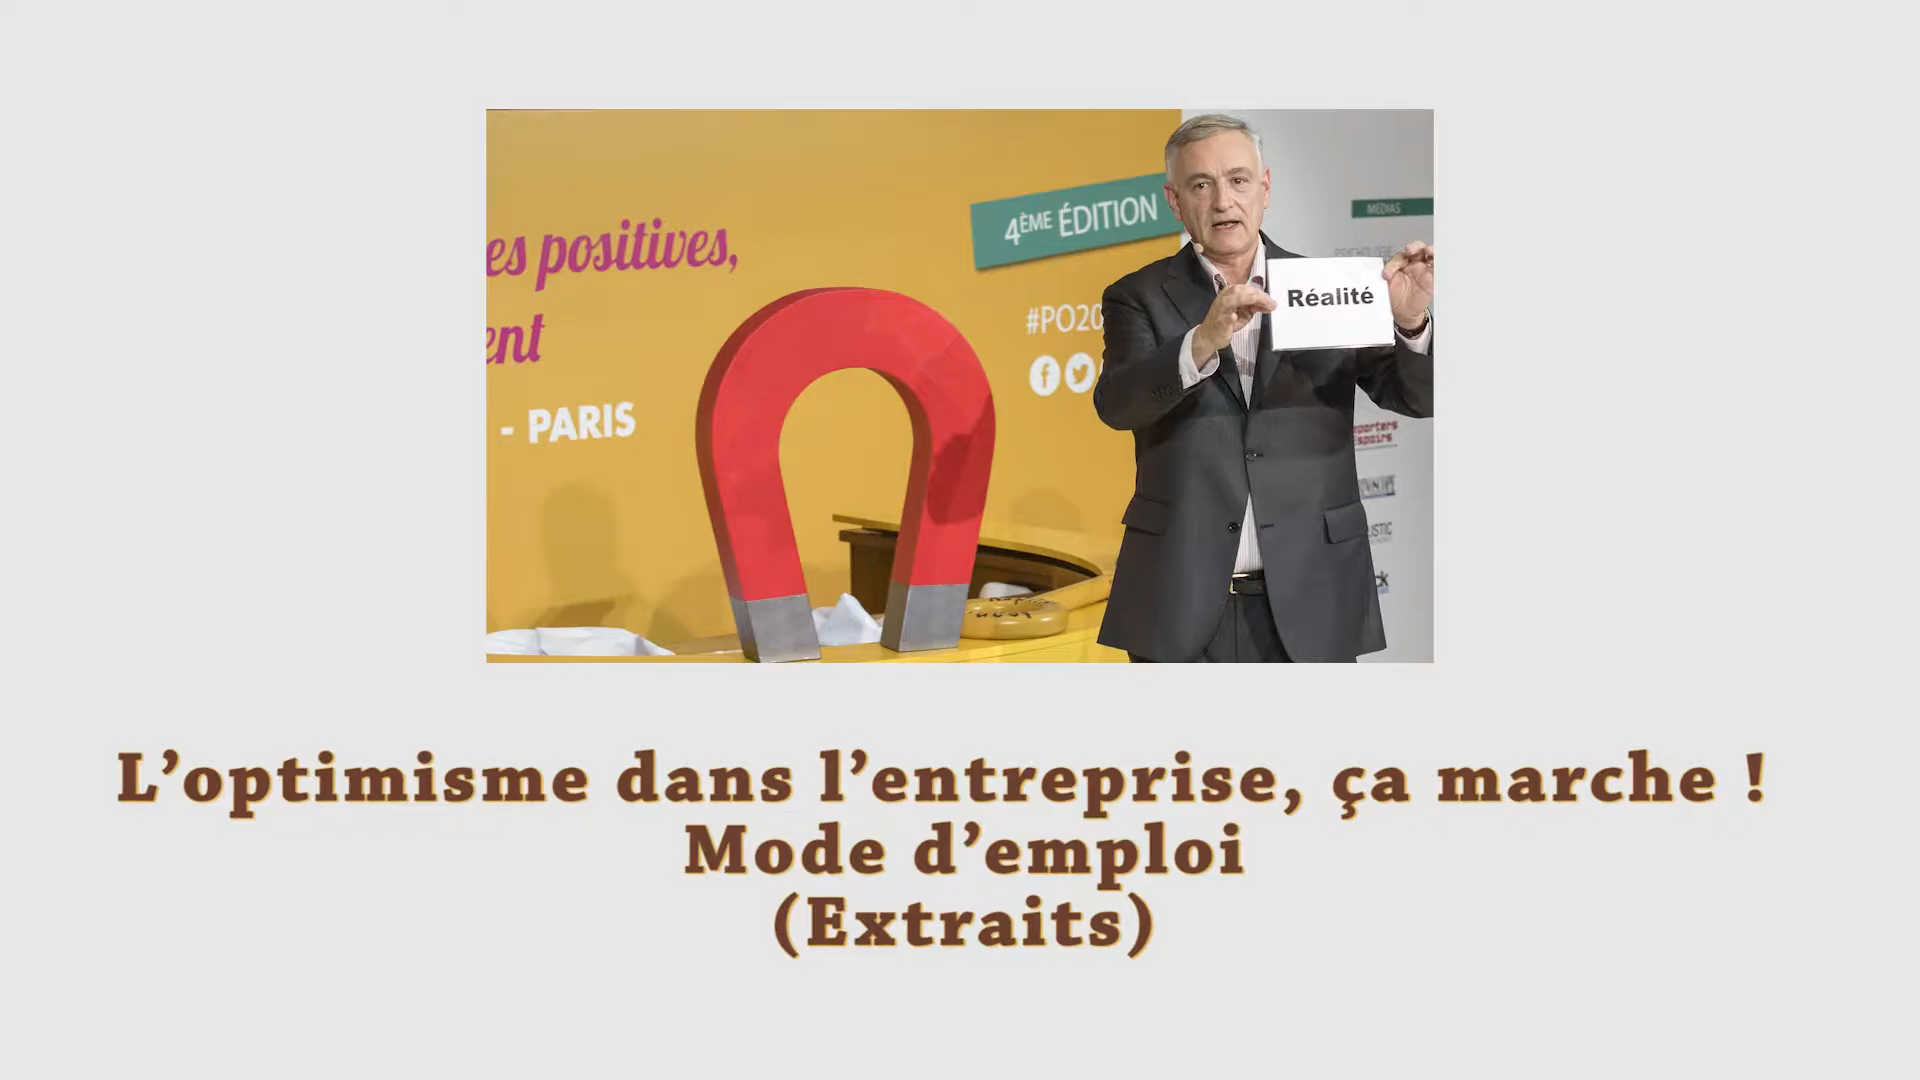 es positives,
ent
- PARIS
4ÈME ÉDITION
#PO20
MÉDIAS
Réalité
L’optimisme dans l’entreprise, ça marche !
Mode d’emploi
(Extraits)